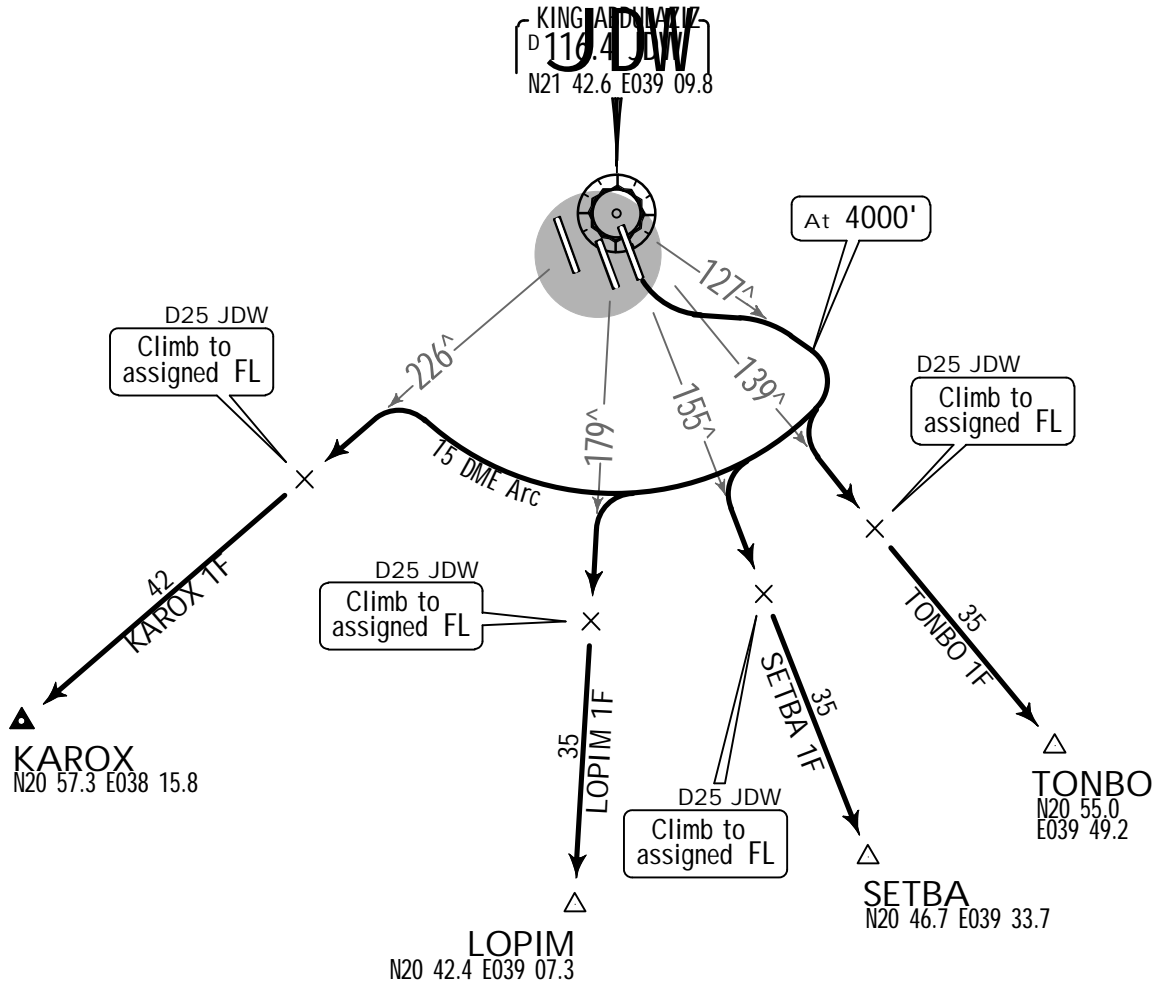 JDW
KING ABDULAZIZ
D 116.4 JDW
N21 42.6 E039 09.8
At 4000'
127^
139^
155^
179^
226^
D25 JDW
Climb to
assigned FL
D25 JDW
Climb to
assigned FL
15 DME Arc
D25 JDW
Climb to
assigned FL
42
KAROX 1F
35
LOPIM 1F
35
SETBA 1F
35
TONBO 1F
KAROX
N20 57.3 E038 15.8
TONBO
N20 55.0
E039 49.2
D25 JDW
Climb to
assigned FL
SETBA
N20 46.7 E039 33.7
LOPIM
N20 42.4 E039 07.3